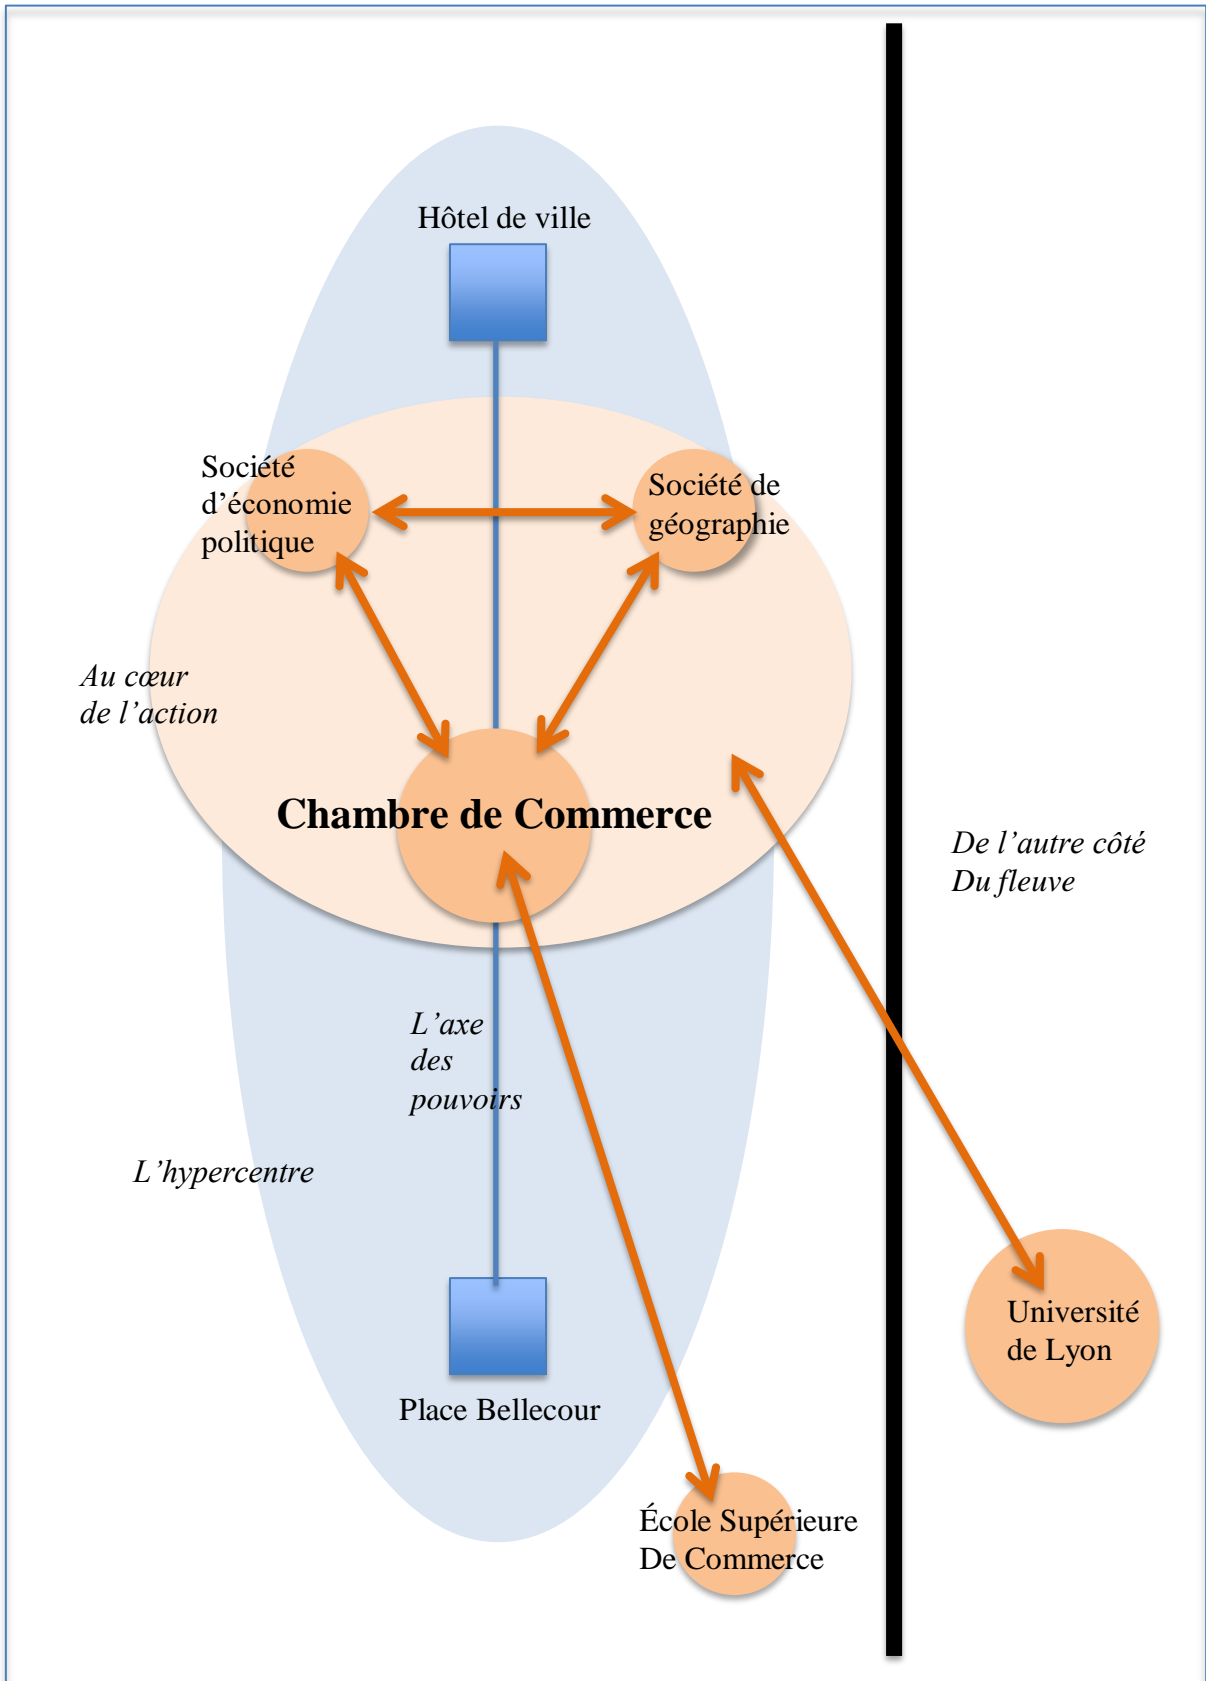 Hôtel de ville
Société
d’économie
politique
Société de
géographie
Au cœur
de l’action
Chambre de Commerce
De l’autre côté
Du fleuve
L’axe
des
pouvoirs
L’hypercentre
Université
de Lyon
Place Bellecour
École Supérieure
De Commerce